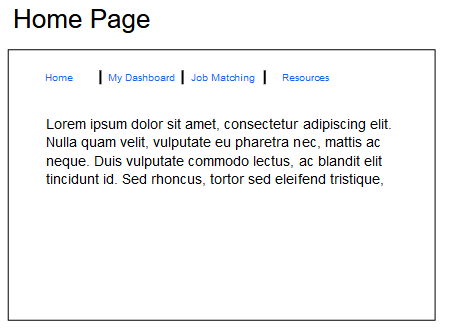 Home Page
Home | My Dashboard | Job Matching | Resources
Lorem ipsum dolor sit amet, consectetur adipiscing elit.
Nulla quam velit, vulputate eu pharetra nec, mattis ac
neque. Duis vulputate commodo lectus, ac blandit elit
tincidunt id. Sed rhoncus, tortor sed eleifend tristique,